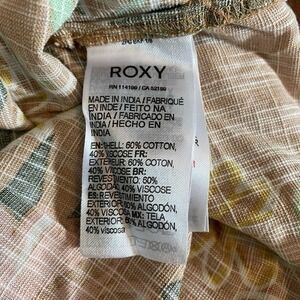 ROXY
RN 114199 / CA 52159
MADE IN INDIA / FABRIQUÉ
EN INDE / FEITO NA
ÍNDIA / FABRICADO EN
INDIA / HECHO EN
INDIA
EN: SHELL: 60% COTTON,
40% VISCOSE FR:
EXTÉRIEUR: 60% COTON,
40% VISCOSE BR:
REVESTIMENTO: 60%
ALGODÃO, 40% VISCOSE
ES: REVESTIMIENTO
EXTERIOR: 60% ALGODÓN,
40% VISCOSA MX: TELA
EXTERIOR: 60% ALGODÓN,
40% viscosa